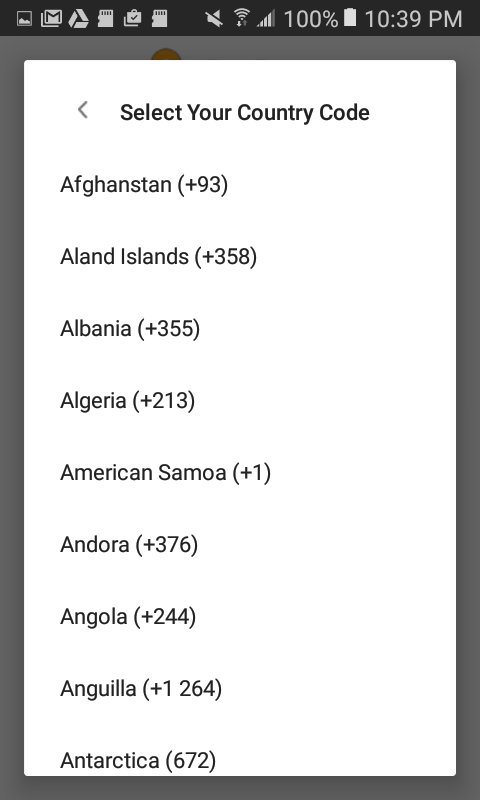 100% 10:39 PM
Select Your Country Code
Afghanstan (+93)
Aland Islands (+358)
Albania (+355)
Algeria (+213)
American Samoa (+1)
Andora (+376)
Angola (+244)
Anguilla (+1 264)
Antarctica (672)